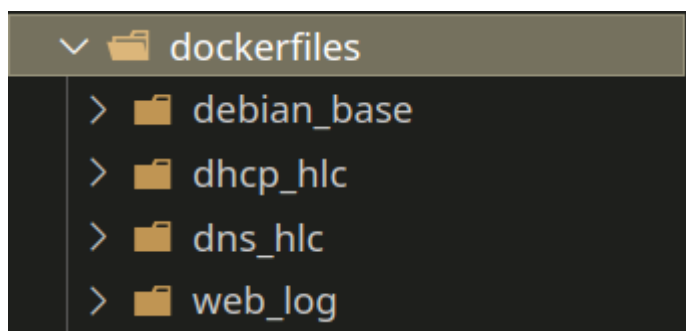 dockerfiles
debian_base
dhcp_hlc
dns_hlc
web_log